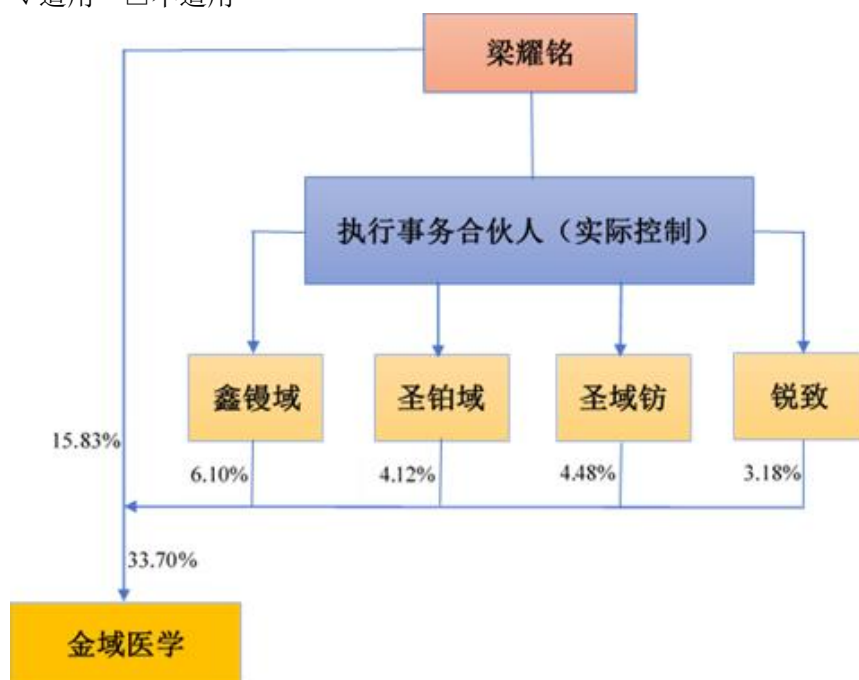 梁耀铭
执行事务合伙人（实际控制）
鑫镘域
圣铂域
圣域钫
锐致
15.83%
6.10%
4.12%
4.48%
3.18%
33.70%
金域医学